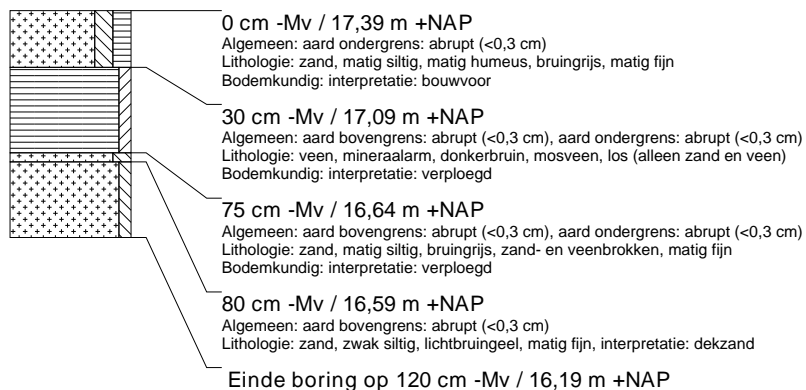 0 cm -Mv / 17,39 m +NAP
Algemeen: aard ondergrens: abrupt (<0,3 cm)
Lithologie: zand, matig siltig, matig humeus, bruingrijs, matig fijn
Bodemkundig: interpretatie: bouwvoor
30 cm -Mv / 17,09 m +NAP
Algemeen: aard bovengrens: abrupt (<0,3 cm), aard ondergrens: abrupt (<0,3 cm)
Lithologie: veen, mineraalarm, donkerbruin, mosveen, los (alleen zand en veen)
Bodemkundig: interpretatie: verploegd
75 cm -Mv / 16,64 m +NAP
Algemeen: aard bovengrens: abrupt (<0,3 cm), aard ondergrens: abrupt (<0,3 cm)
Lithologie: zand, matig siltig, bruingrijs, zand- en veenbrokken, matig fijn
Bodemkundig: interpretatie: verploegd
80 cm -Mv / 16,59 m +NAP
Algemeen: aard bovengrens: abrupt (<0,3 cm)
Lithologie: zand, zwak siltig, lichtbruingeel, matig fijn, interpretatie: dekzand
Einde boring op 120 cm -Mv / 16,19 m +NAP